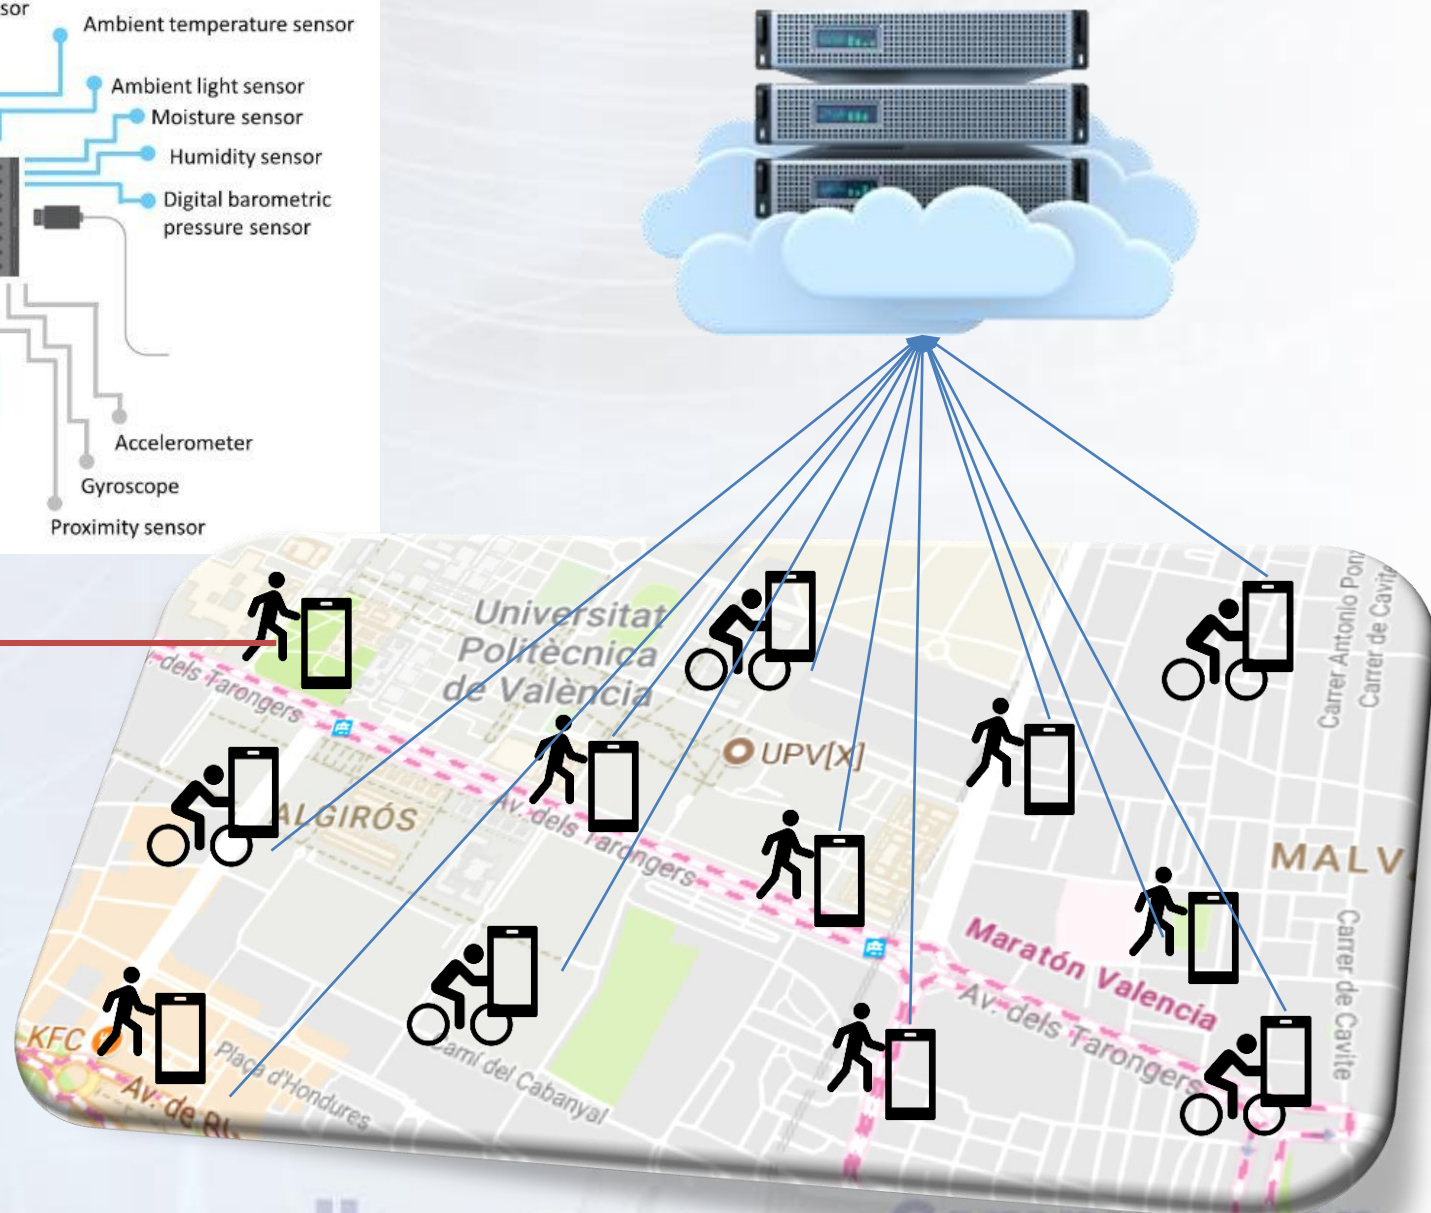 sor
Ambient temperature sensor
Ambient light sensor
Moisture sensor
Humidity sensor
Digital barometric
pressure sensor
Accelerometer
Gyroscope
Proximity sensor
Universitat
Politècnica
de València
. dels Tarongers
UPV[X]
ALGIRÓS
Av. dels Tarongers
MALV
Carrer Antonio Ponz
Carrer de Cavite
Maratón Valencia
Av. dels Tarongers
Carrer de Cavite
KFC
Plaça d'Hondures
Camí del Cabanyal
Av. de